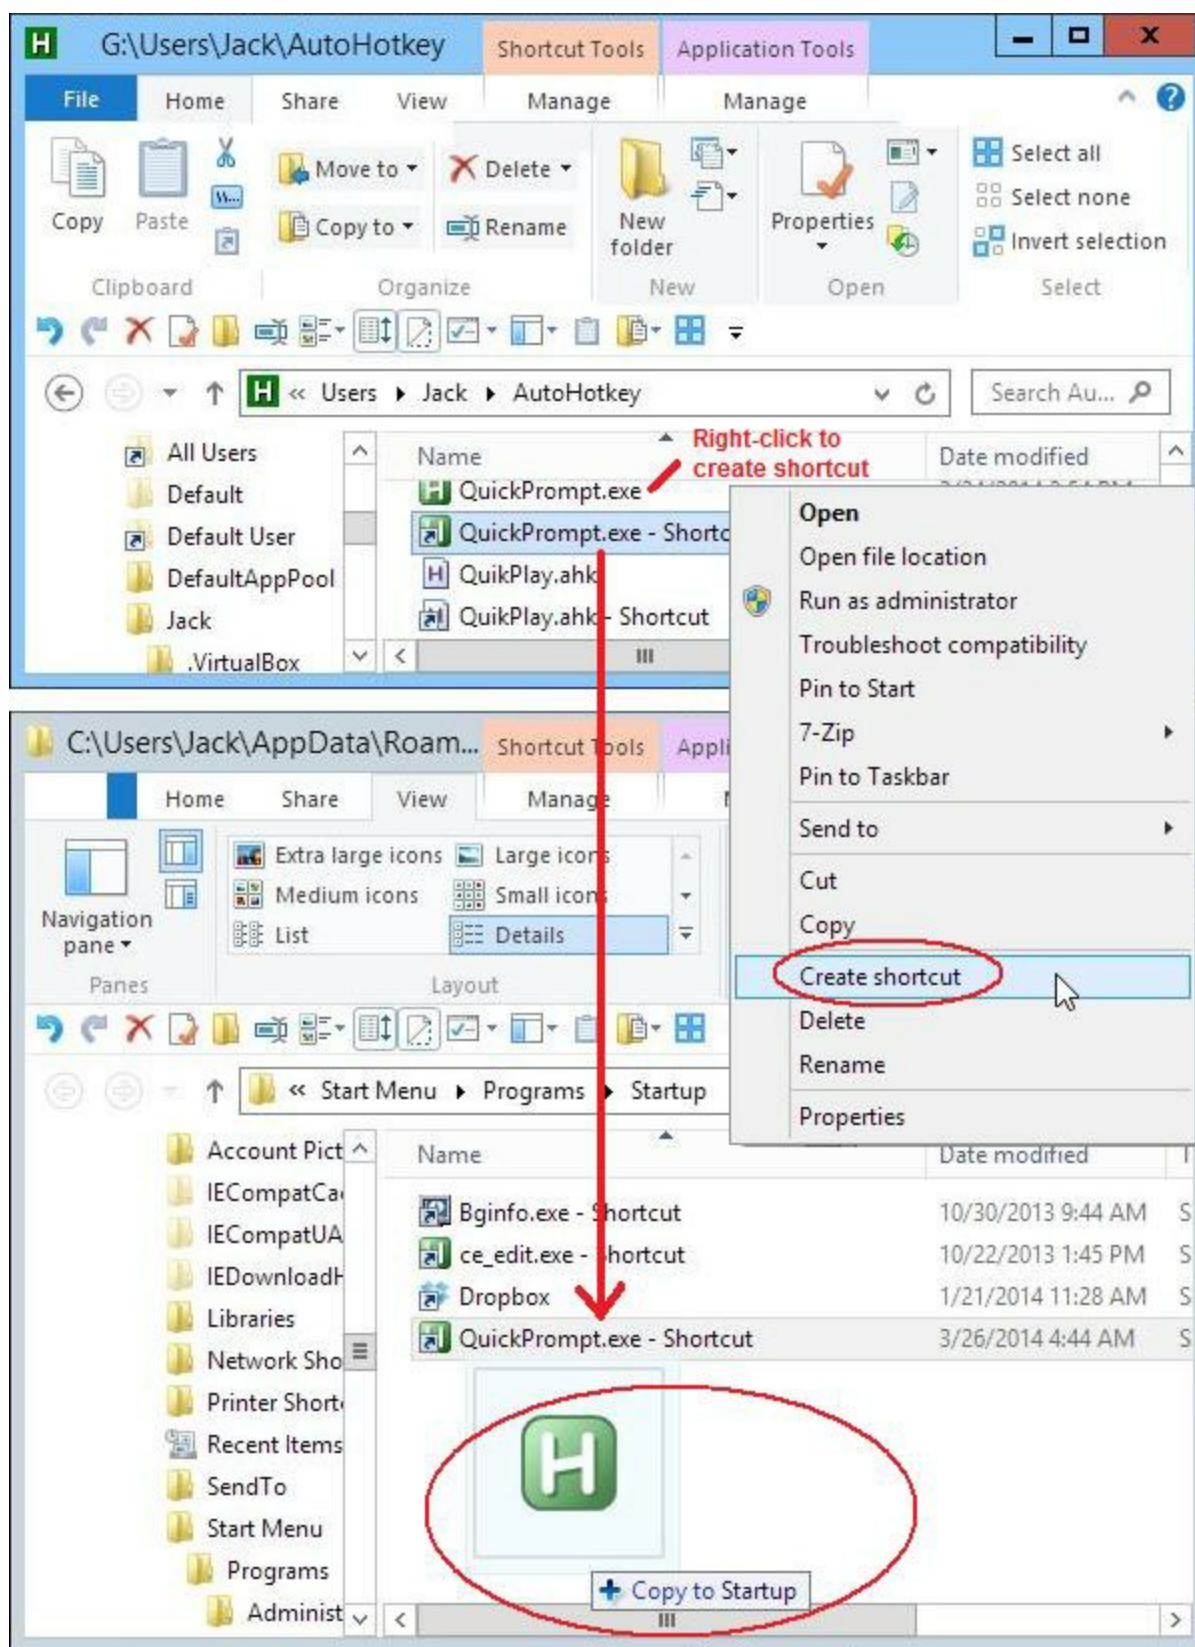 G:\Users\Jack\AutoHotkey
Shortcut Tools
Application Tools
File
Home
Share
View
Manage
Manage
Copy
Paste
Move to
Copy to
Delete
Rename
New
folder
Properties
Select all
Select none
Invert selection
Clipboard
Organize
New
Open
Select
« Users Jack AutoHotkey
Search Au...
All Users
Default
Default User
DefaultAppPool
Jack
.VirtualBox
Name
Date modified
Right-click to
create shortcut
QuickPrompt.exe
QuickPrompt.exe - Shortc
QuikPlay.ahk
QuikPlay.ahk - Shortcut
Open
Open file location
Run as administrator
Troubleshoot compatibility
Pin to Start
7-Zip
Pin to Taskbar
Send to
Cut
Copy
Create shortcut
Delete
Rename
Properties
C:\Users\Jack\AppData\Roam...
Shortcut Tools
Appli
Home
Share
View
Manage
Navigation
pane
Extra large icons
Large icons
Medium icons
Small icons
List
Details
Panes
Layout
« Start Menu Programs Startup
Account Pict
IECompatCa
IECompatUA
IEDownloadH
Libraries
Network Sho
Printer Short
Recent Items
SendTo
Start Menu
Programs
Administ
Name
Date modified
Bginfo.exe - Shortcut 10/30/2013 9:44 AM S
ce_edit.exe - Shortcut 10/22/2013 1:45 PM S
Dropbox 1/21/2014 11:28 AM S
QuickPrompt.exe - Shortcut 3/26/2014 4:44 AM S
H
Copy to Startup